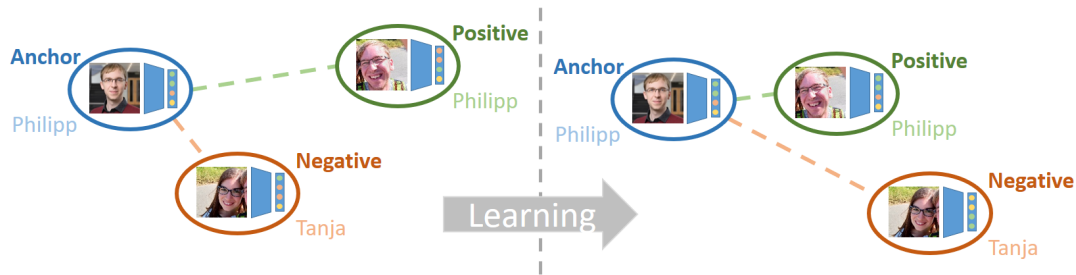 Anchor
Positive
Philipp
Philipp
Negative
Tanja
Learning
Anchor
Positive
Philipp
Philipp
Negative
Tanja